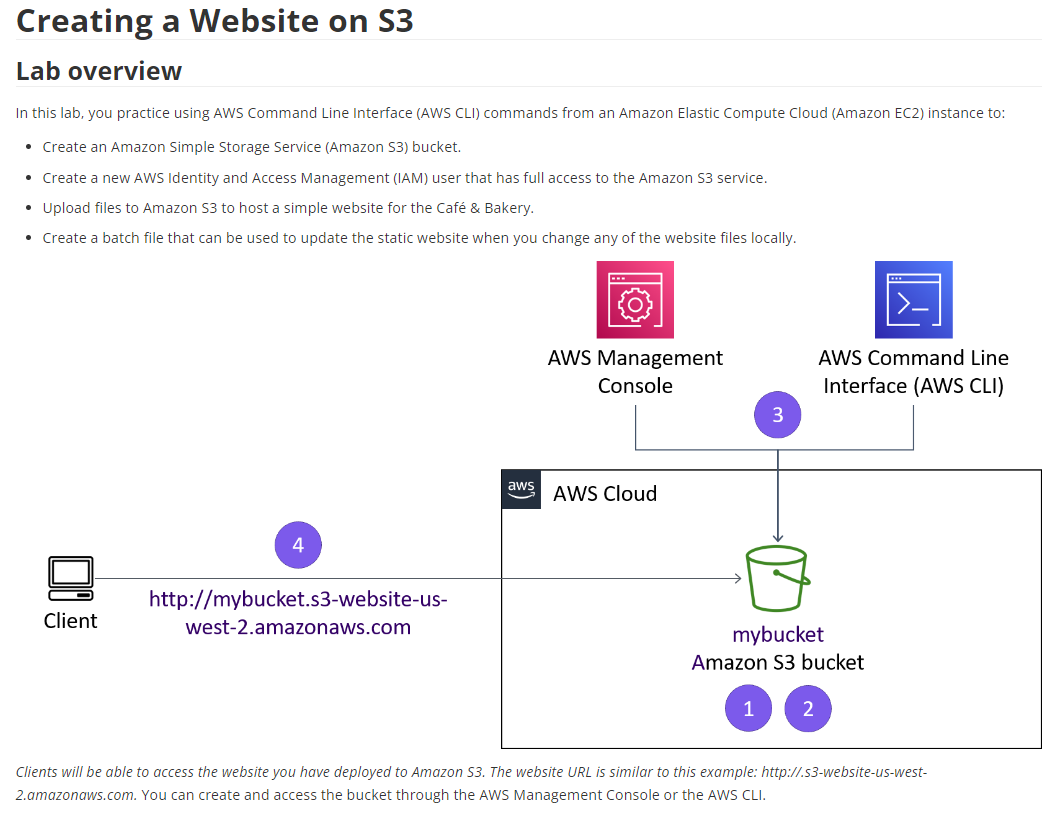 Creating a Website on S3
Lab overview
In this lab, you practice using AWS Command Line Interface (AWS CLI) commands from an Amazon Elastic Compute Cloud (Amazon EC2) instance to:
• Create an Amazon Simple Storage Service (Amazon S3) bucket.
• Create a new AWS Identity and Access Management (IAM) user that has full access to the Amazon S3 service.
• Upload files to Amazon S3 to host a simple website for the Café & Bakery.
• Create a batch file that can be used to update the static website when you change any of the website files locally.
AWS Management
Console
AWS Command Line
Interface (AWS CLI)
3
aws
AWS Cloud
4
http://mybucket.s3-website-us-
west-2.amazonaws.com
Client
mybucket
Amazon S3 bucket
1
2
Clients will be able to access the website you have deployed to Amazon S3. The website URL is similar to this example: http://.s3-website-us-west-
2.amazonaws.com. You can create and access the bucket through the AWS Management Console or the AWS CLI.